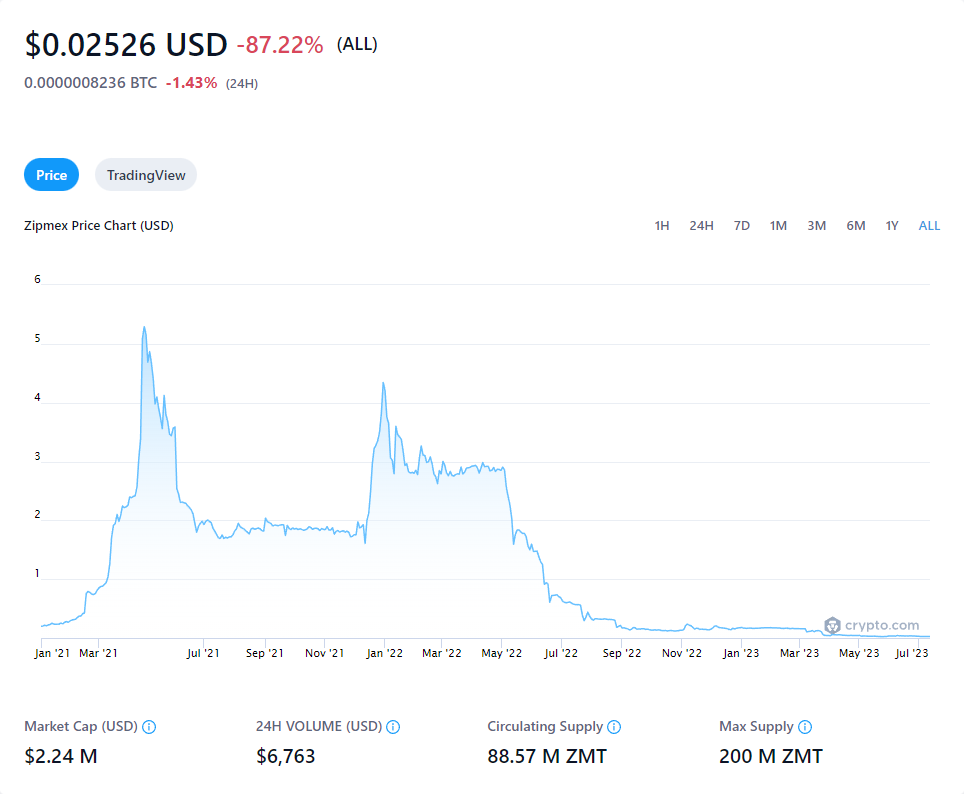 $0.02526 USD -87.22% (ALL)
0.0000008236 BTC -1.43% (24H)
Price TradingView
Zipmex Price Chart (USD) 1H 24H 7D 1M 3M 6M 1Y ALL
6
5
4
3
2
1
crypto.com
Jan '21 Mar '21 Jul '21 Sep '21 Nov '21 Jan '22 Mar '22 May '22 Jul '22 Sep '22 Nov '22 Jan '23 Mar '23 May '23 Jul '23
Market Cap (USD) 24H VOLUME (USD) Circulating Supply Max Supply
$2.24 M $6,763 88.57 M ZMT 200 M ZMT